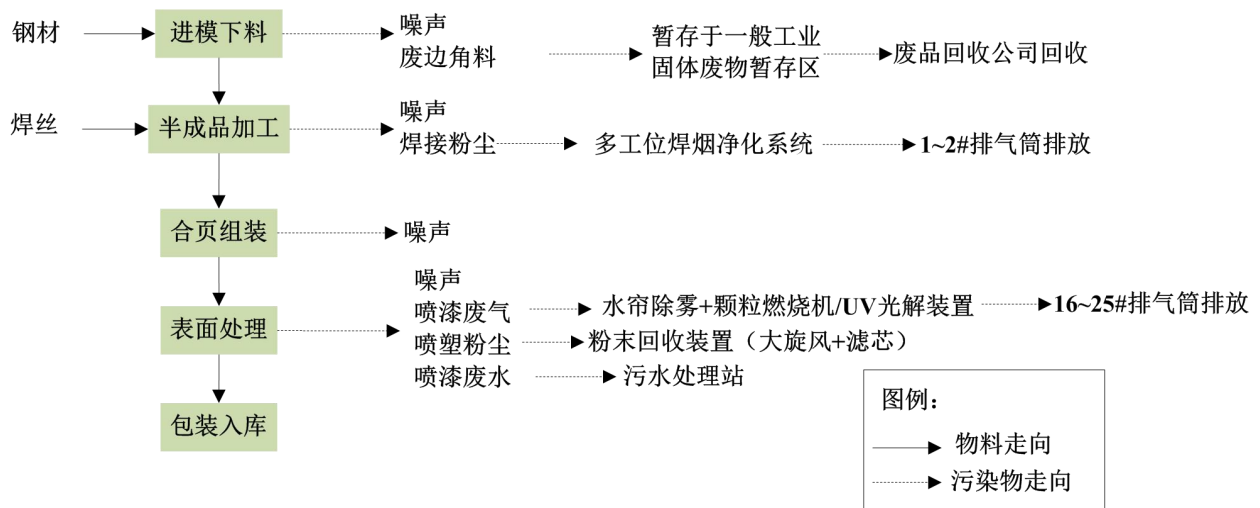 钢材
进模下料
噪声
废边角料
暂存于一般工业
固体废物暂存区
废品回收公司回收
焊丝
半成品加工
噪声
焊接粉尘
多工位焊烟净化系统
1~2#排气筒排放
合页组装
噪声
表面处理
噪声
喷漆废气
水帘除雾+颗粒燃烧机/UV光解装置
16~25#排气筒排放
喷塑粉尘
粉末回收装置（大旋风+滤芯）
喷漆废水
污水处理站
包装入库
图例：
物料走向
污染物走向